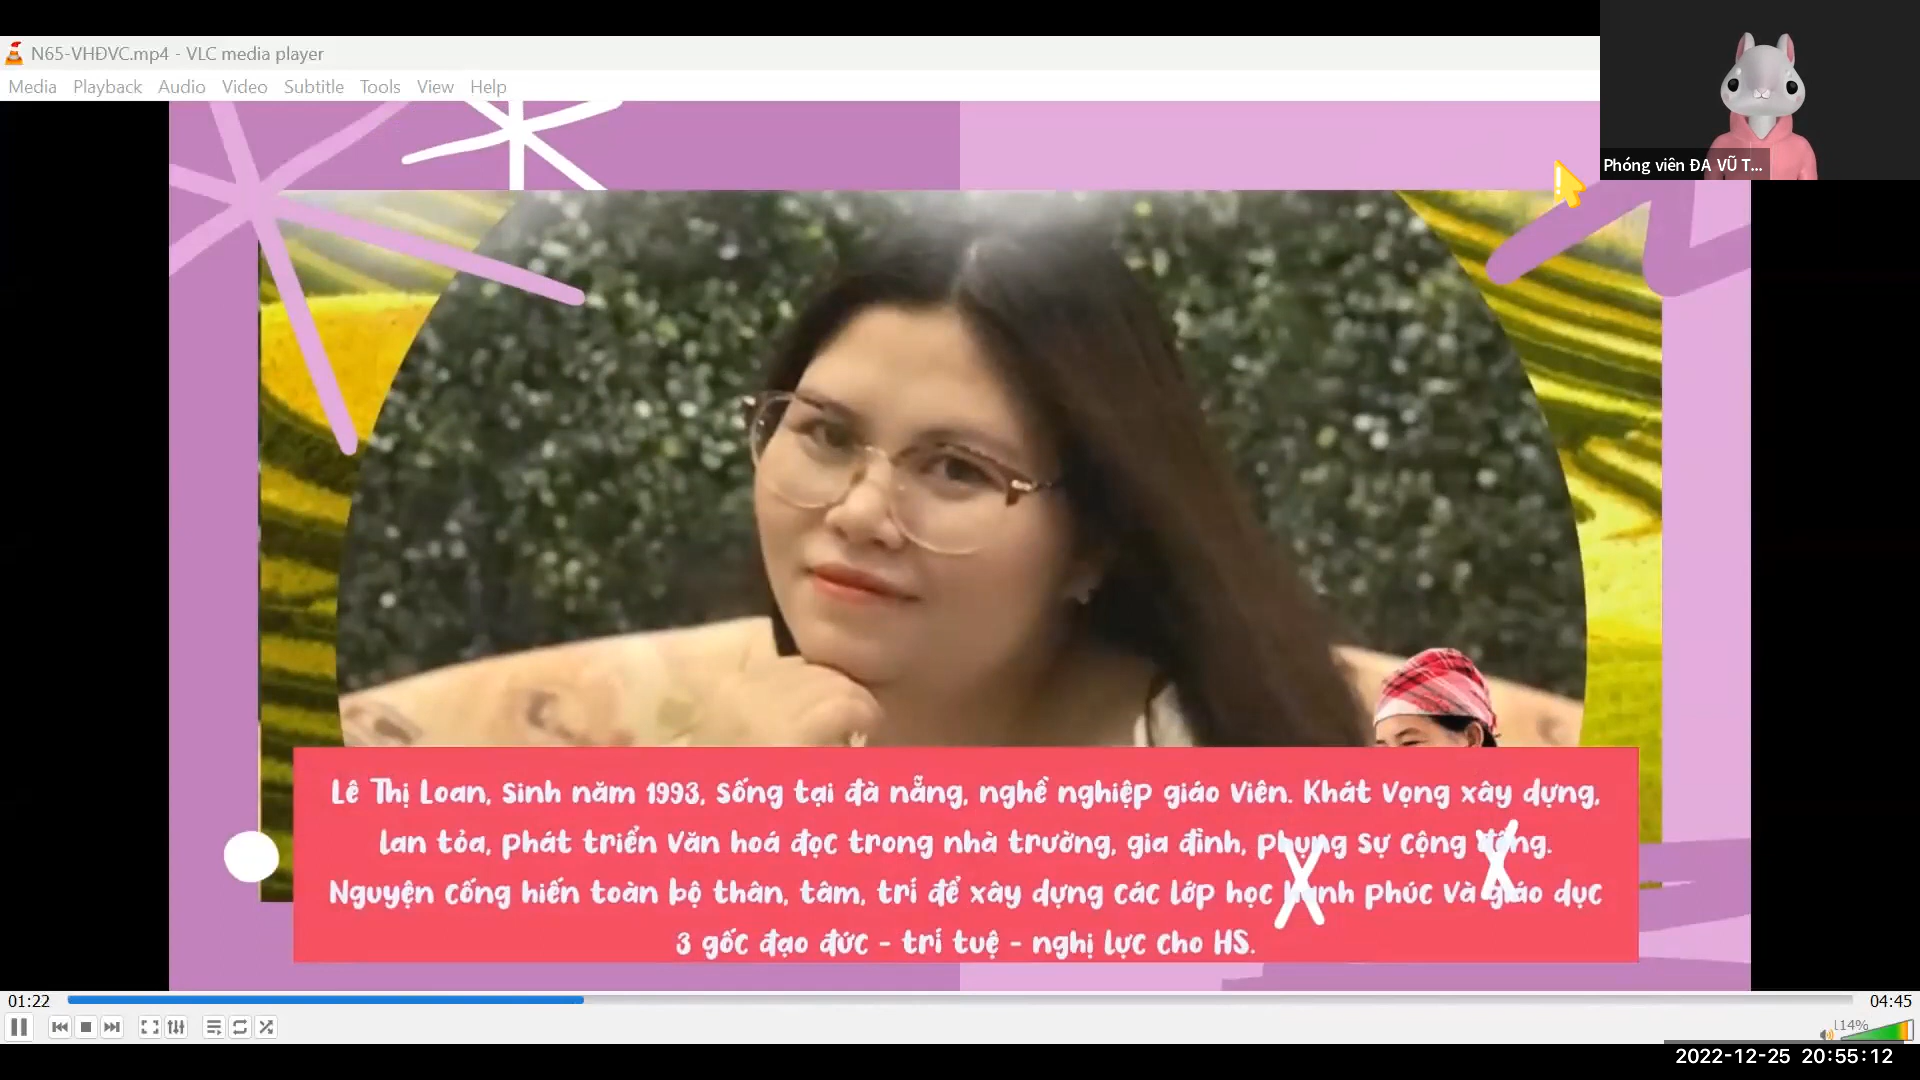 N65-VHĐVC.mp4 - VLC media player
Media Playback Audio Video Subtitle Tools View Help
Phóng viên ĐA VŨ T...
Lê Thị Loan, sinh năm 1993, sống tại đà nẵng, nghề nghiệp giáo viên. Khát vọng xây dựng,
lan tỏa, phát triển văn hoá đọc trong nhà trường, gia đình, phụng sự cộng đồng.
Nguyện cống hiến toàn bộ thân, tâm, trí để xây dựng các lớp học hạnh phúc và giáo dục
3 gốc đạo đức - trí tuệ - nghị lực cho HS.
01:22
04:45
114%
2022-12-25 20:55:12